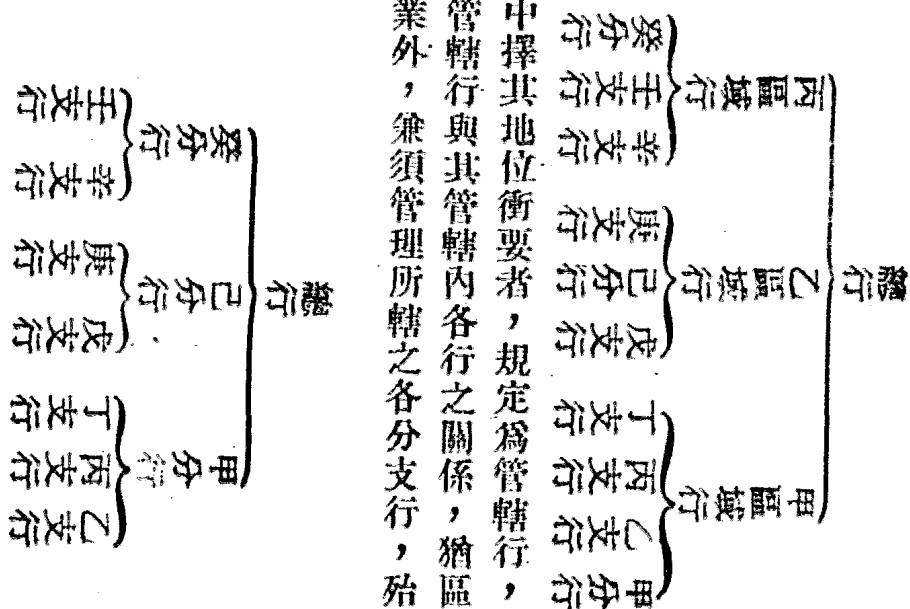 總行
甲區域行
乙區域行
丙區域行
甲分行
乙支行
丙支行
丁支行
戊支行
己分行
庚支行
辛支行
壬支行
癸分行
中擇其地位衝要者，規定爲管轄行，
管轄行與其管轄內各行之關係，猶區
業外，兼須管理所轄之各分支行，殆
總行
甲分行
己分行
癸分行
乙支行
丙支行
丁支行
戊支行
庚支行
辛支行
壬支行